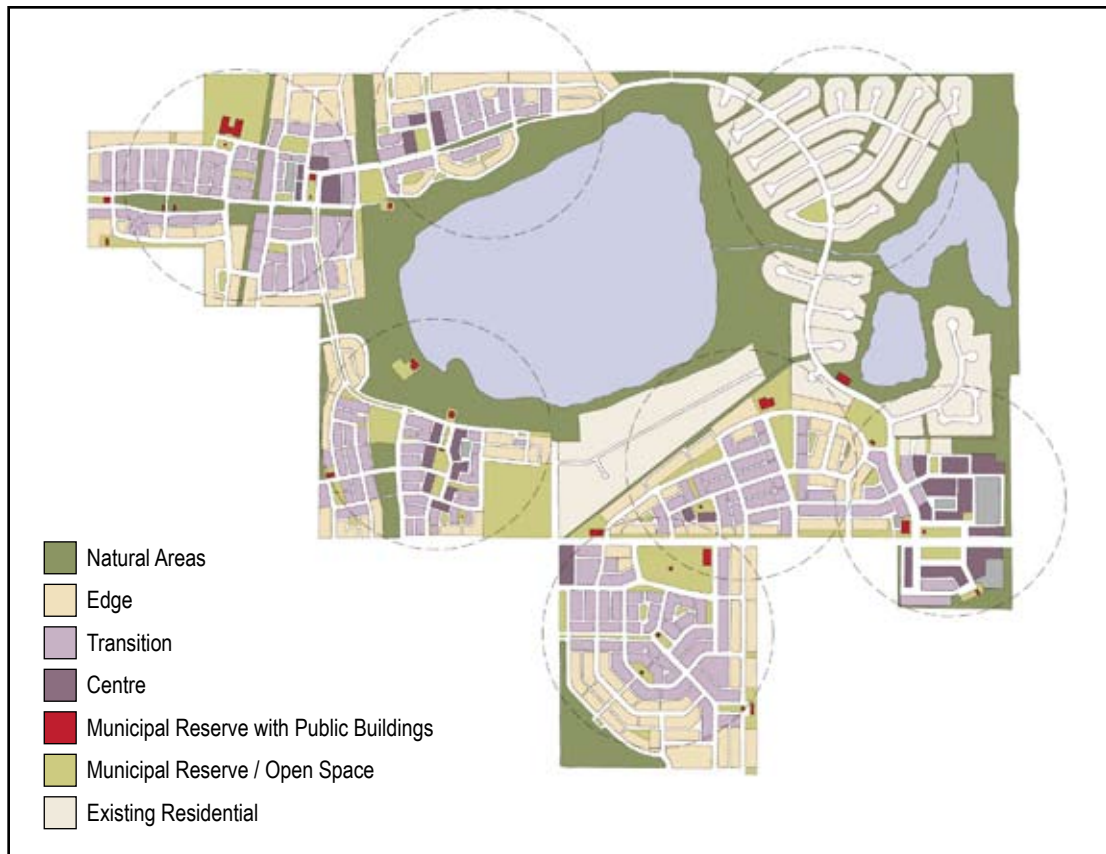 Natural Areas
Edge
Transition
Centre
Municipal Reserve with Public Buildings
Municipal Reserve / Open Space
Existing Residential